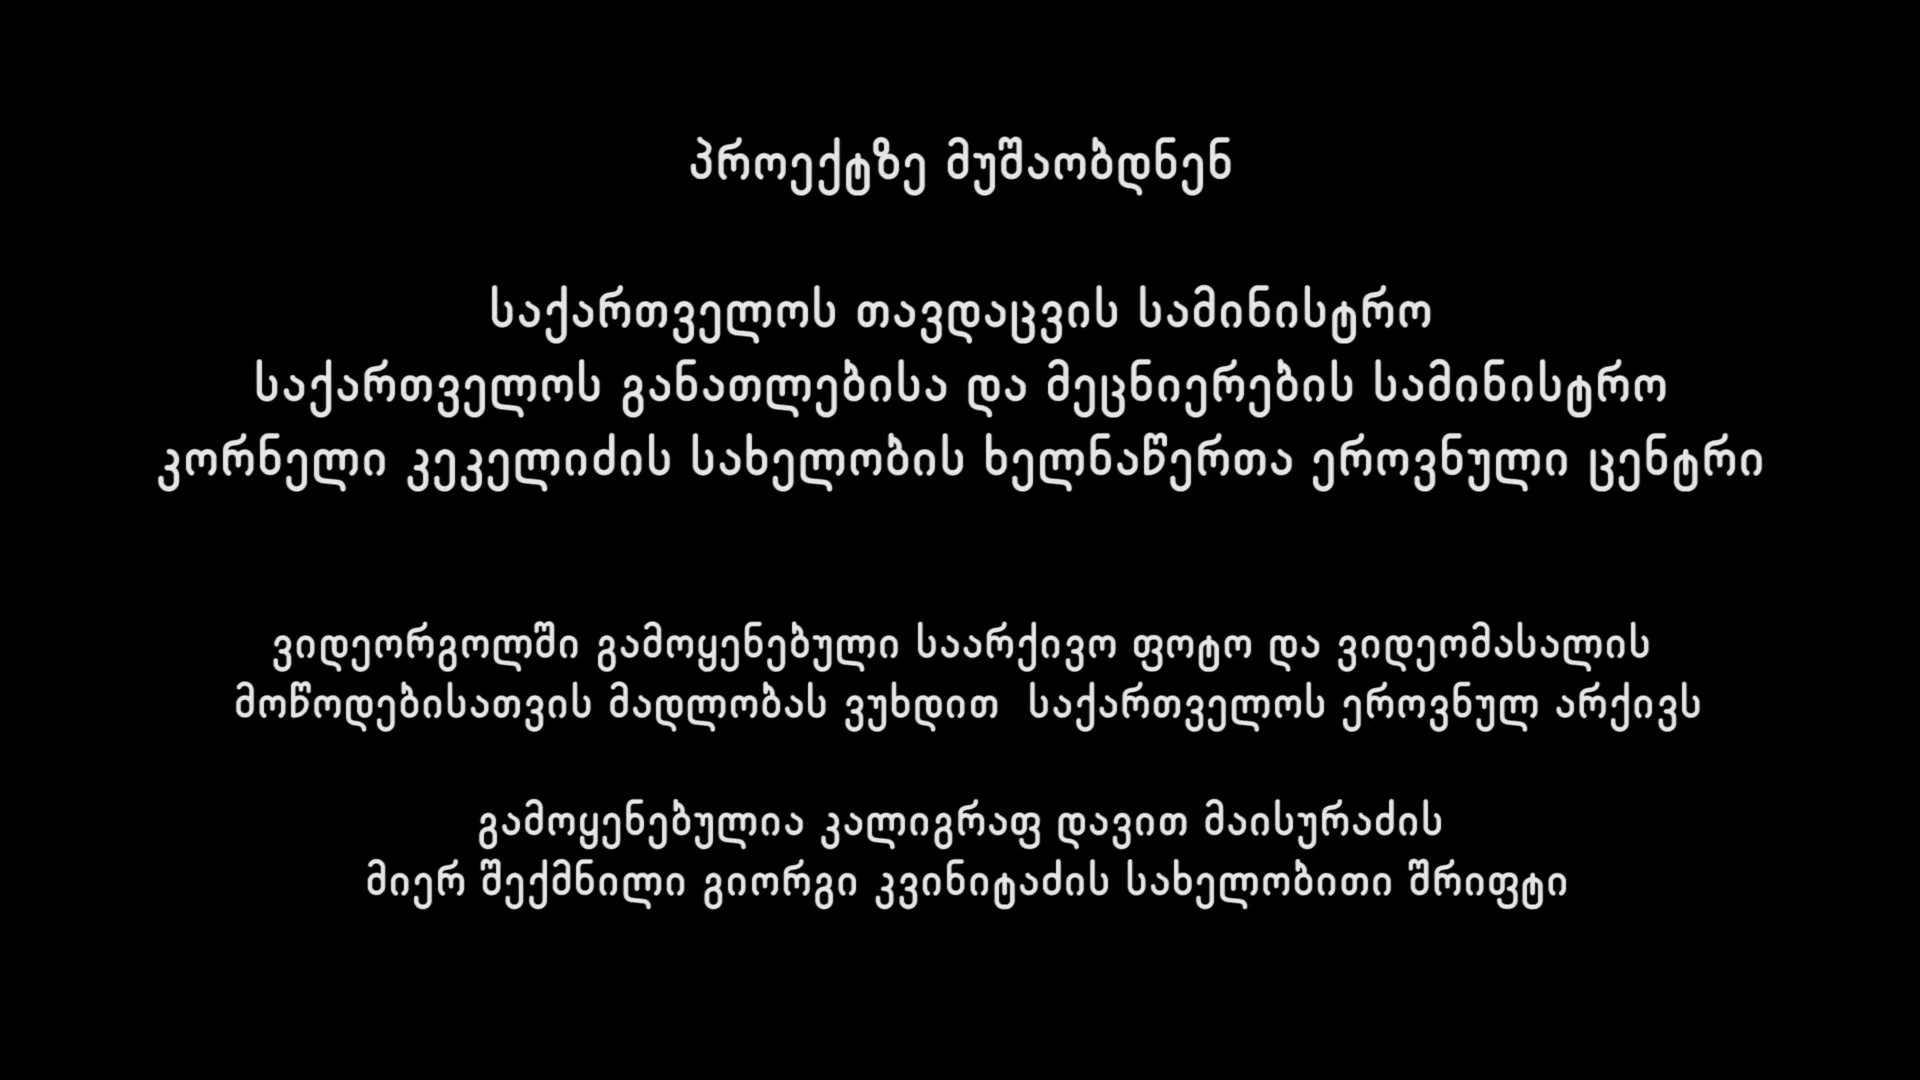 პროექტზე მუშაობდნენ
საქართველოს თავდაცვის სამინისტრო
საქართველოს განათლებისა და მეცნიერების სამინისტრო
კორნელი კეკელიძის სახელობის ხელნაწერთა ეროვნული ცენტრი
ვიდეორგოლში გამოყენებული საარქივო ფოტო და ვიდეომასალის
მოწოდებისათვის მადლობას ვუხდით საქართველოს ეროვნულ არქივს
გამოყენებულია კალიგრაფ დავით მაისურაძის
მიერ შექმნილი გიორგი კვინიტაძის სახელობითი შრიფტი